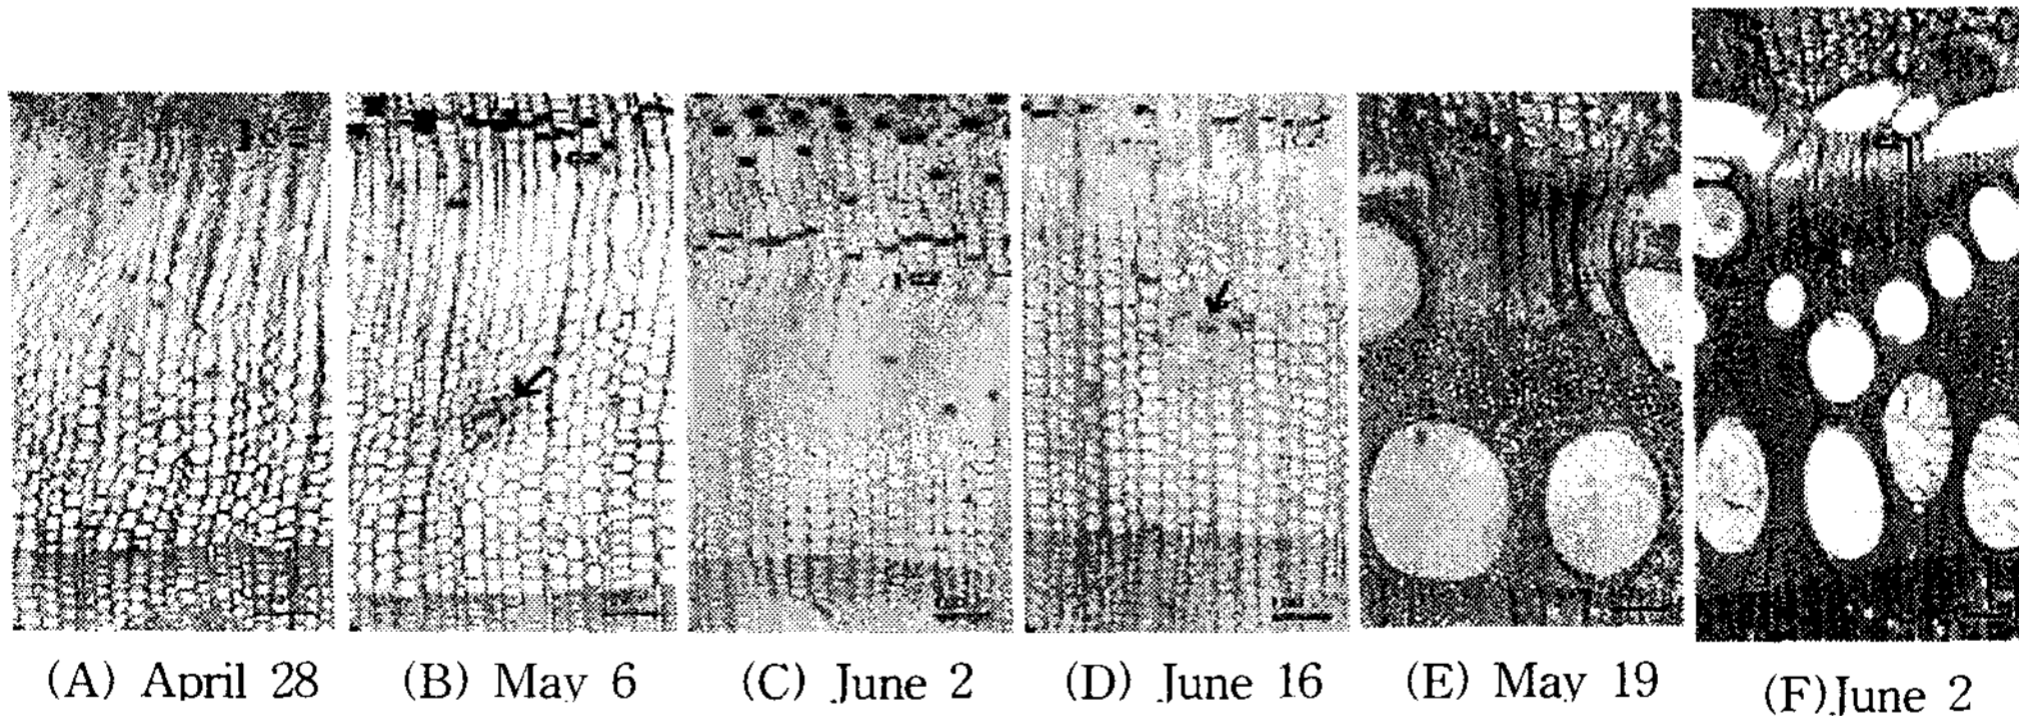 (A) April 28
(B) May 6
(C) June 2
(D) June 16
(E) May 19
(F)June 2